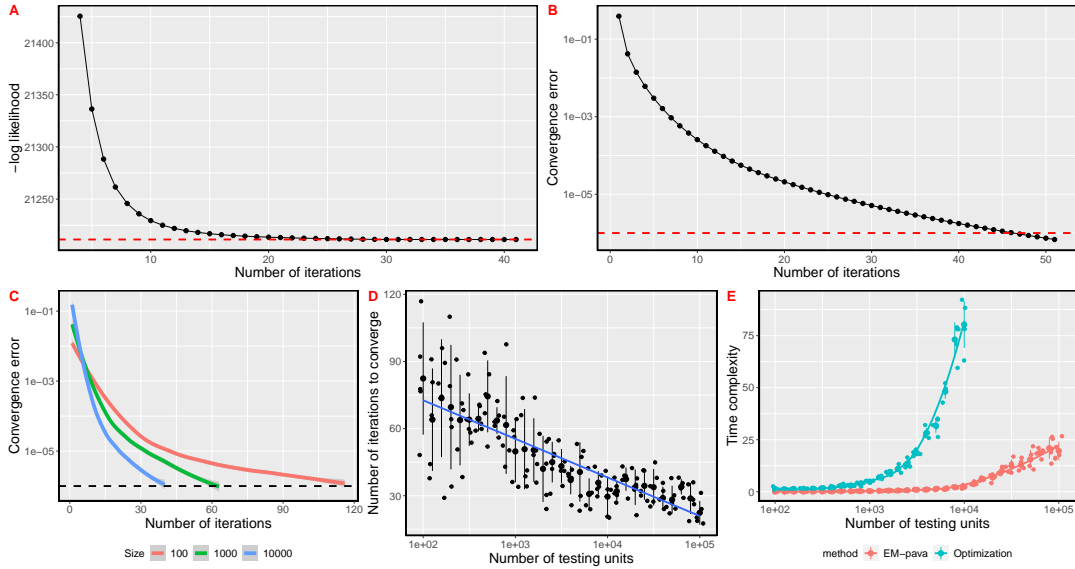 A
−log likelihood
21400
21350
21300
21250
10
20
30
40
Number of iterations
B
Convergence error
1e−01
1e−03
1e−05
0
10
20
30
40
50
Number of iterations
C
Convergence error
1e−01
1e−03
1e−05
0
30
60
90
120
Number of iterations
Size 100 1000 10000
D
Number of iterations to converge
120
90
60
30
1e+02
1e+03
1e+04
1e+05
Number of testing units
E
Time complexity
75
50
25
0
1e+02
1e+03
1e+04
1e+05
Number of testing units
method EM−pava Optimization